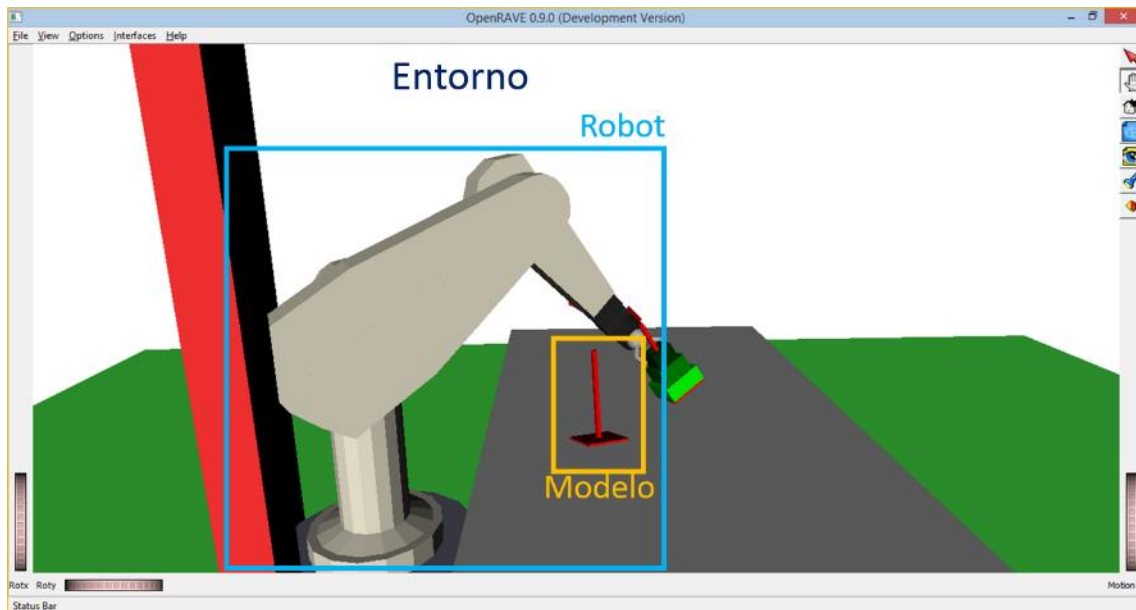 OpenRAVE 0.9.0 (Development Version)
File View Options Interfaces Help
Entorno
Robot
Modelo
Rotx Roty
Motion
Status Bar